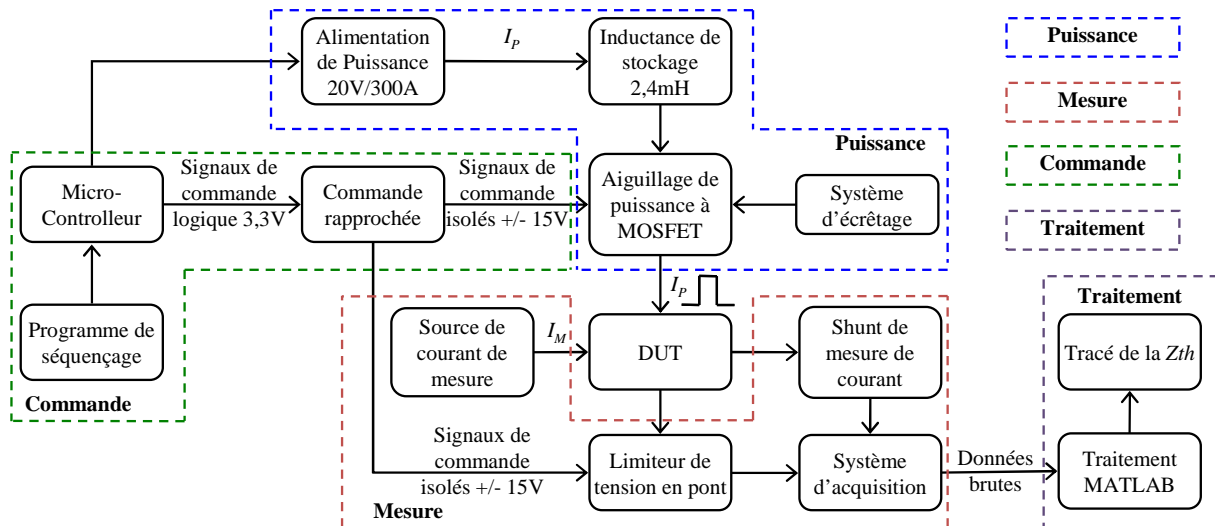 Alimentation
de Puissance
20V/300A
I_P
Inductance de
stockage
2,4mH
Puissance
Mesure
Commande
Traitement
Puissance
Micro-
Controlleur
Signaux de
commande
logique 3,3V
Commande
rapprochée
Signaux de
commande
isolés +/- 15V
Aiguillage de
puissance à
MOSFET
Système
d'écrêtage
Programme de
séquençage
Commande
I_P
Source de
courant de
mesure
I_M
DUT
Shunt de
mesure de
courant
Traitement
Tracé de la Zth
Signaux de
commande
isolés +/- 15V
Limiteur de
tension en pont
Système
d'acquisition
Données
brutes
Traitement
MATLAB
Mesure